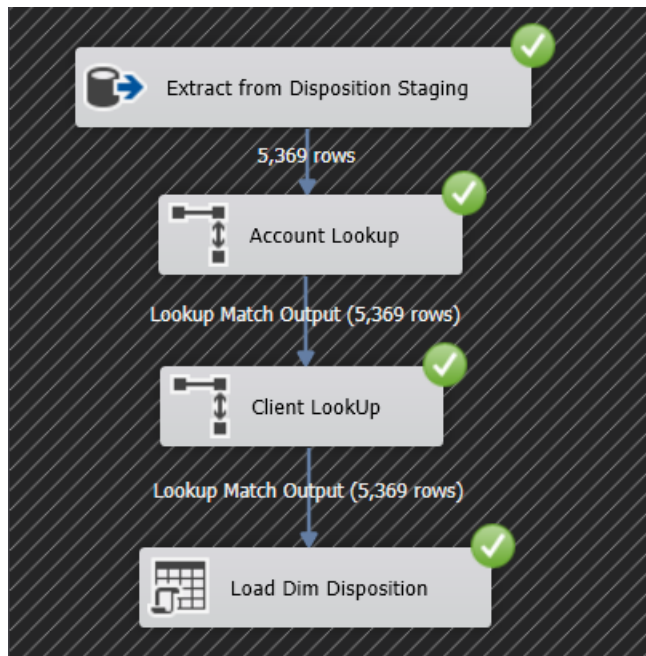 Extract from Disposition Staging
5,369 rows
Account Lookup
Lookup Match Output (5,369 rows)
Client LookUp
Lookup Match Output (5,369 rows)
Load Dim Disposition